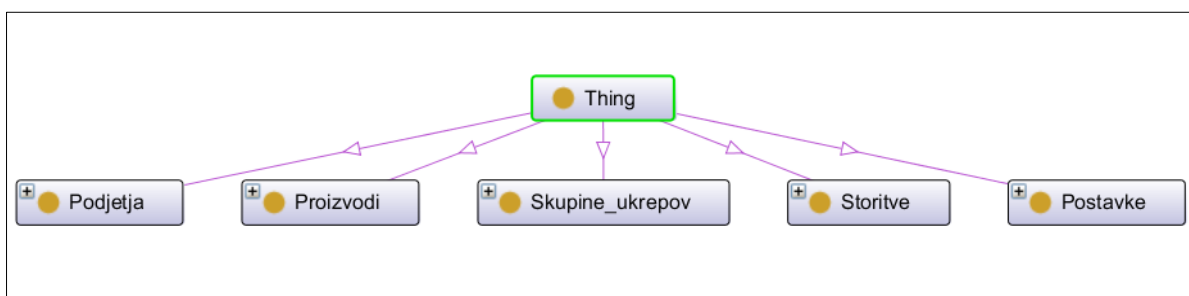 Thing
Podjetja
Proizvodi
Skupine_ukrepov
Storitve
Postavke